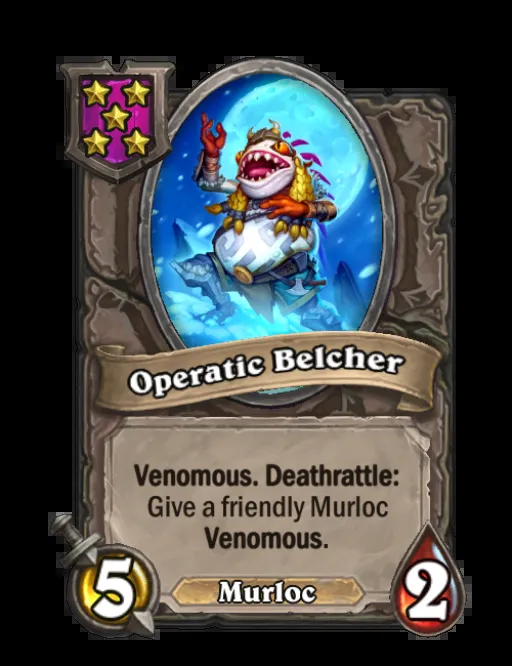 Operatic Belcher
Venomous. Deathrattle:
Give a friendly Murloc
Venomous.
5
Murloc
2